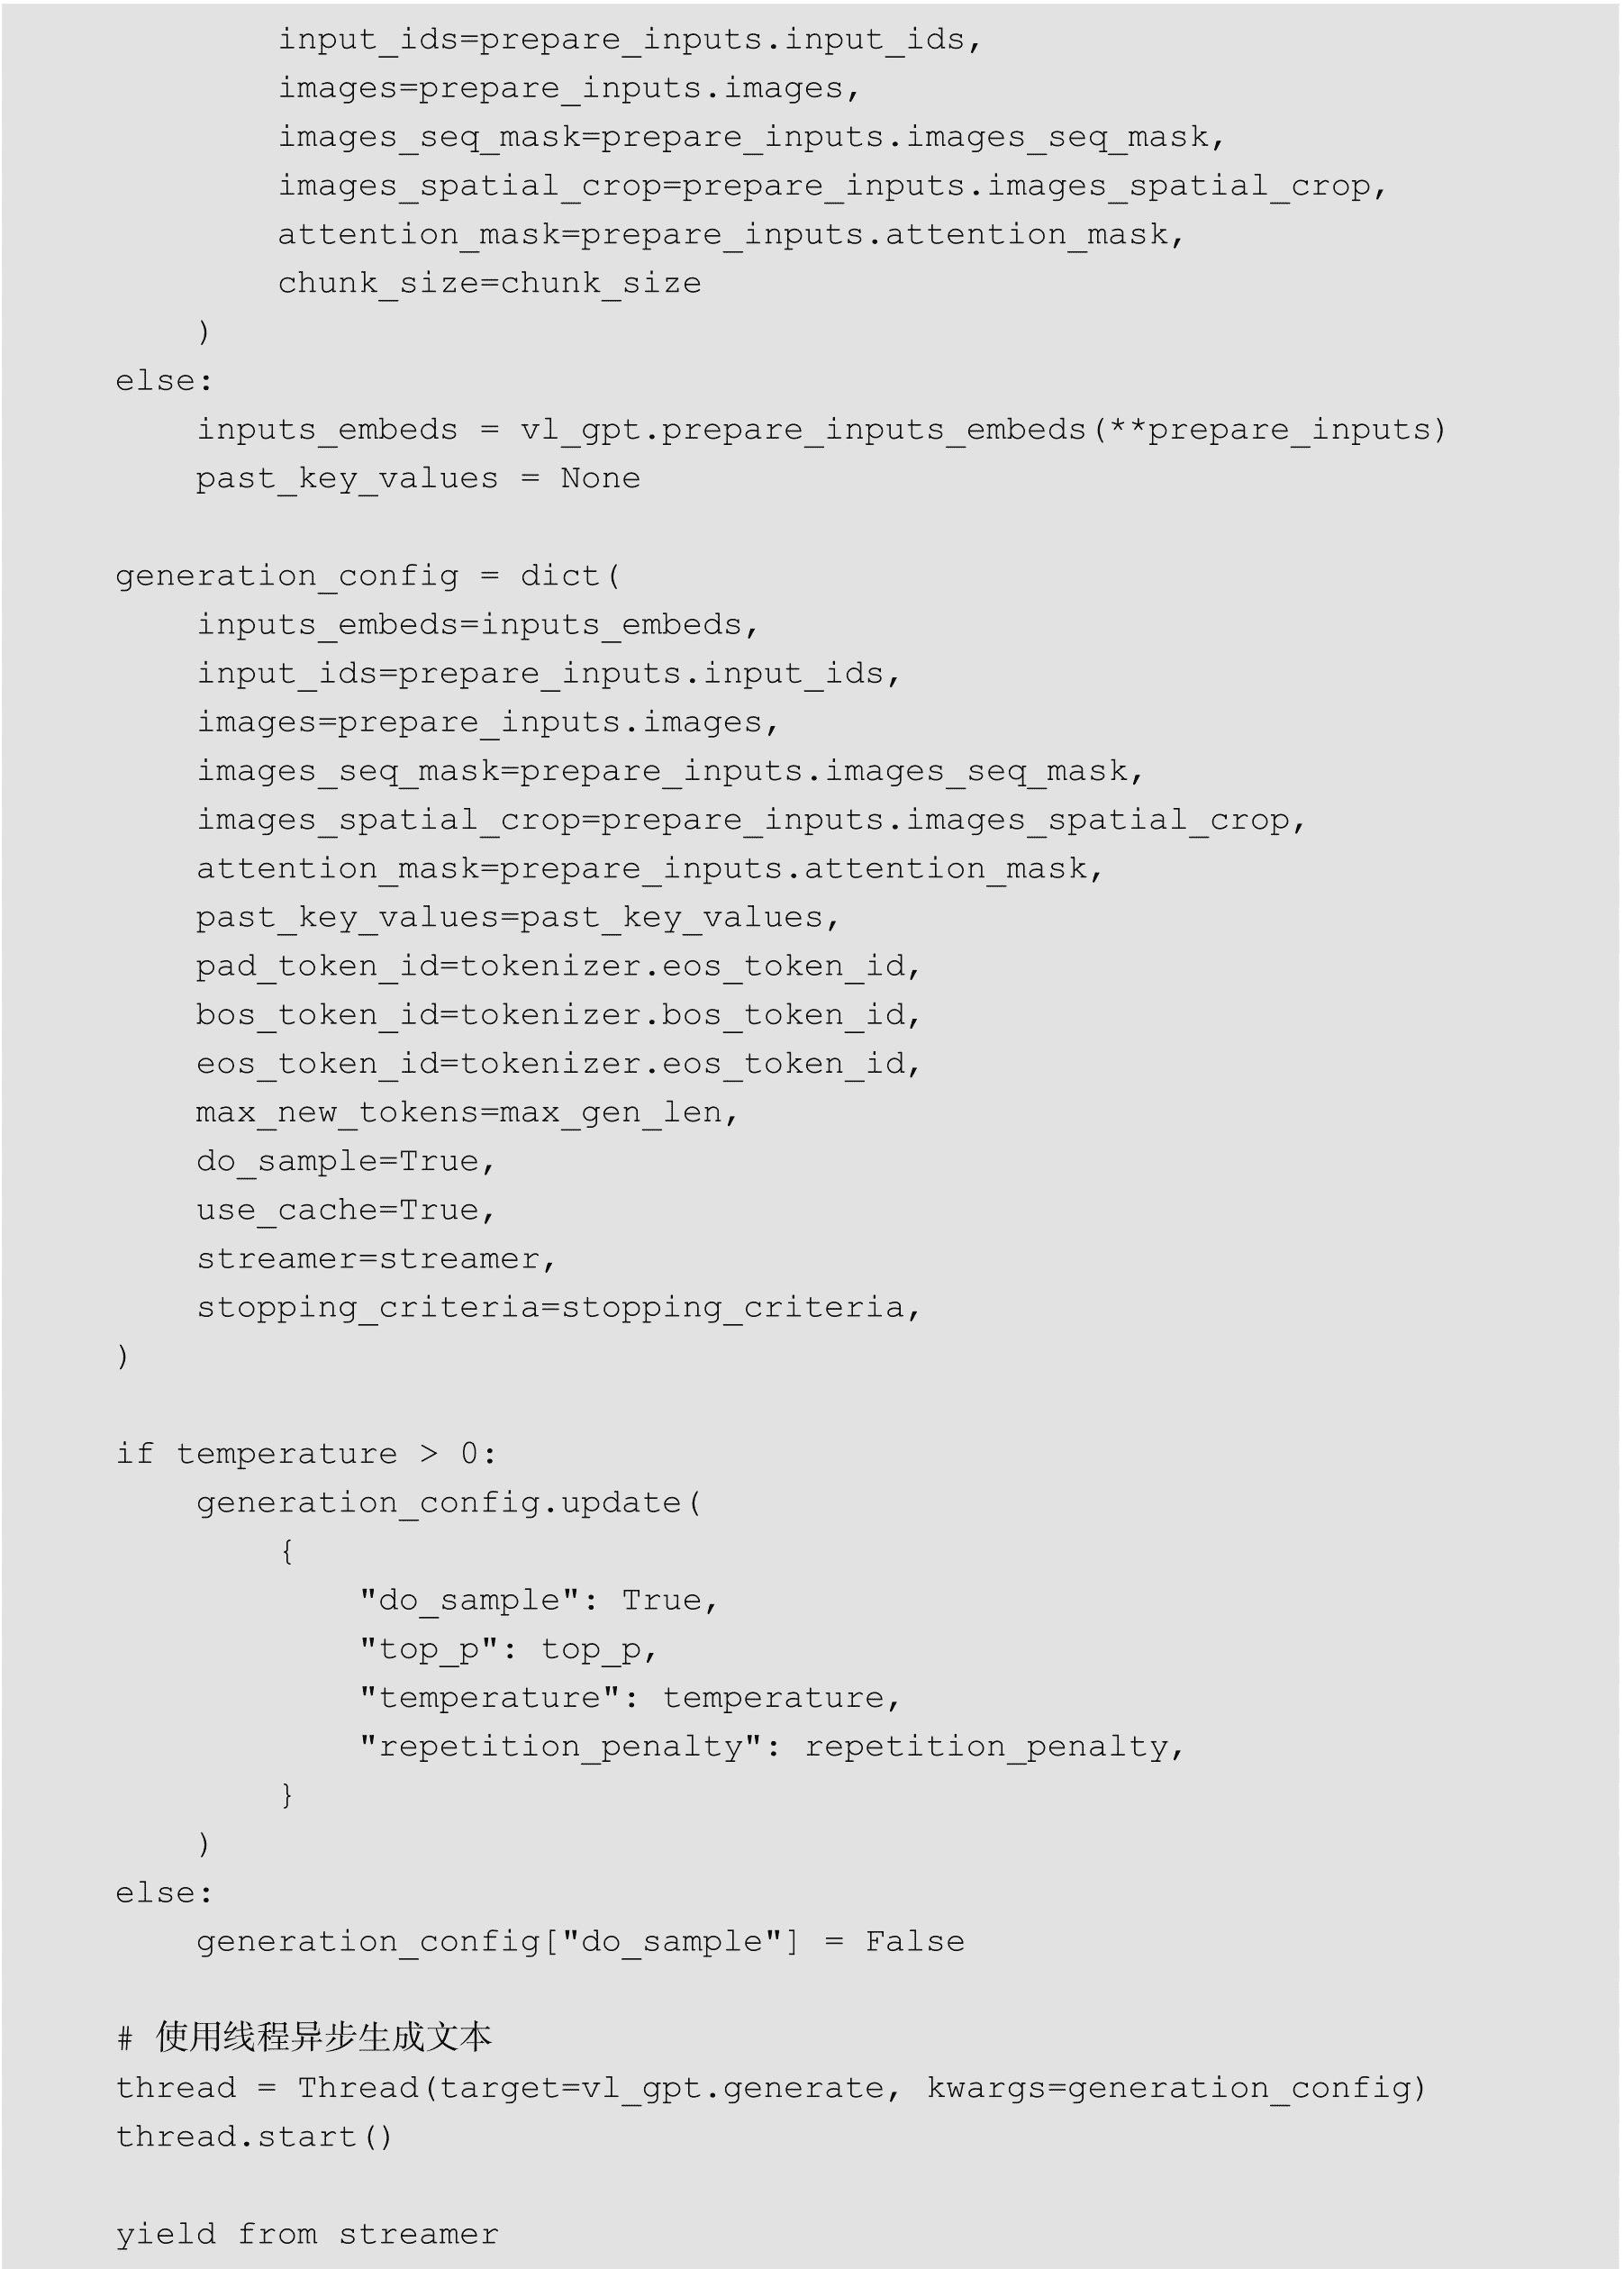 input_ids=prepare_inputs.input_ids,
        images=prepare_inputs.images,
        images_seq_mask=prepare_inputs.images_seq_mask,
        images_spatial_crop=prepare_inputs.images_spatial_crop,
        attention_mask=prepare_inputs.attention_mask,
        chunk_size=chunk_size
    )
else:
    inputs_embeds = vl_gpt.prepare_inputs_embeds(**prepare_inputs)
    past_key_values = None

generation_config = dict(
    inputs_embeds=inputs_embeds,
    input_ids=prepare_inputs.input_ids,
    images=prepare_inputs.images,
    images_seq_mask=prepare_inputs.images_seq_mask,
    images_spatial_crop=prepare_inputs.images_spatial_crop,
    attention_mask=prepare_inputs.attention_mask,
    past_key_values=past_key_values,
    pad_token_id=tokenizer.eos_token_id,
    bos_token_id=tokenizer.bos_token_id,
    eos_token_id=tokenizer.eos_token_id,
    max_new_tokens=max_gen_len,
    do_sample=True,
    use_cache=True,
    streamer=streamer,
    stopping_criteria=stopping_criteria,
)

if temperature > 0:
    generation_config.update(
        {
            "do_sample": True,
            "top_p": top_p,
            "temperature": temperature,
            "repetition_penalty": repetition_penalty,
        }
    )
else:
    generation_config["do_sample"] = False

# 使用线程异步生成文本
thread = Thread(target=vl_gpt.generate, kwargs=generation_config)
thread.start()

yield from streamer